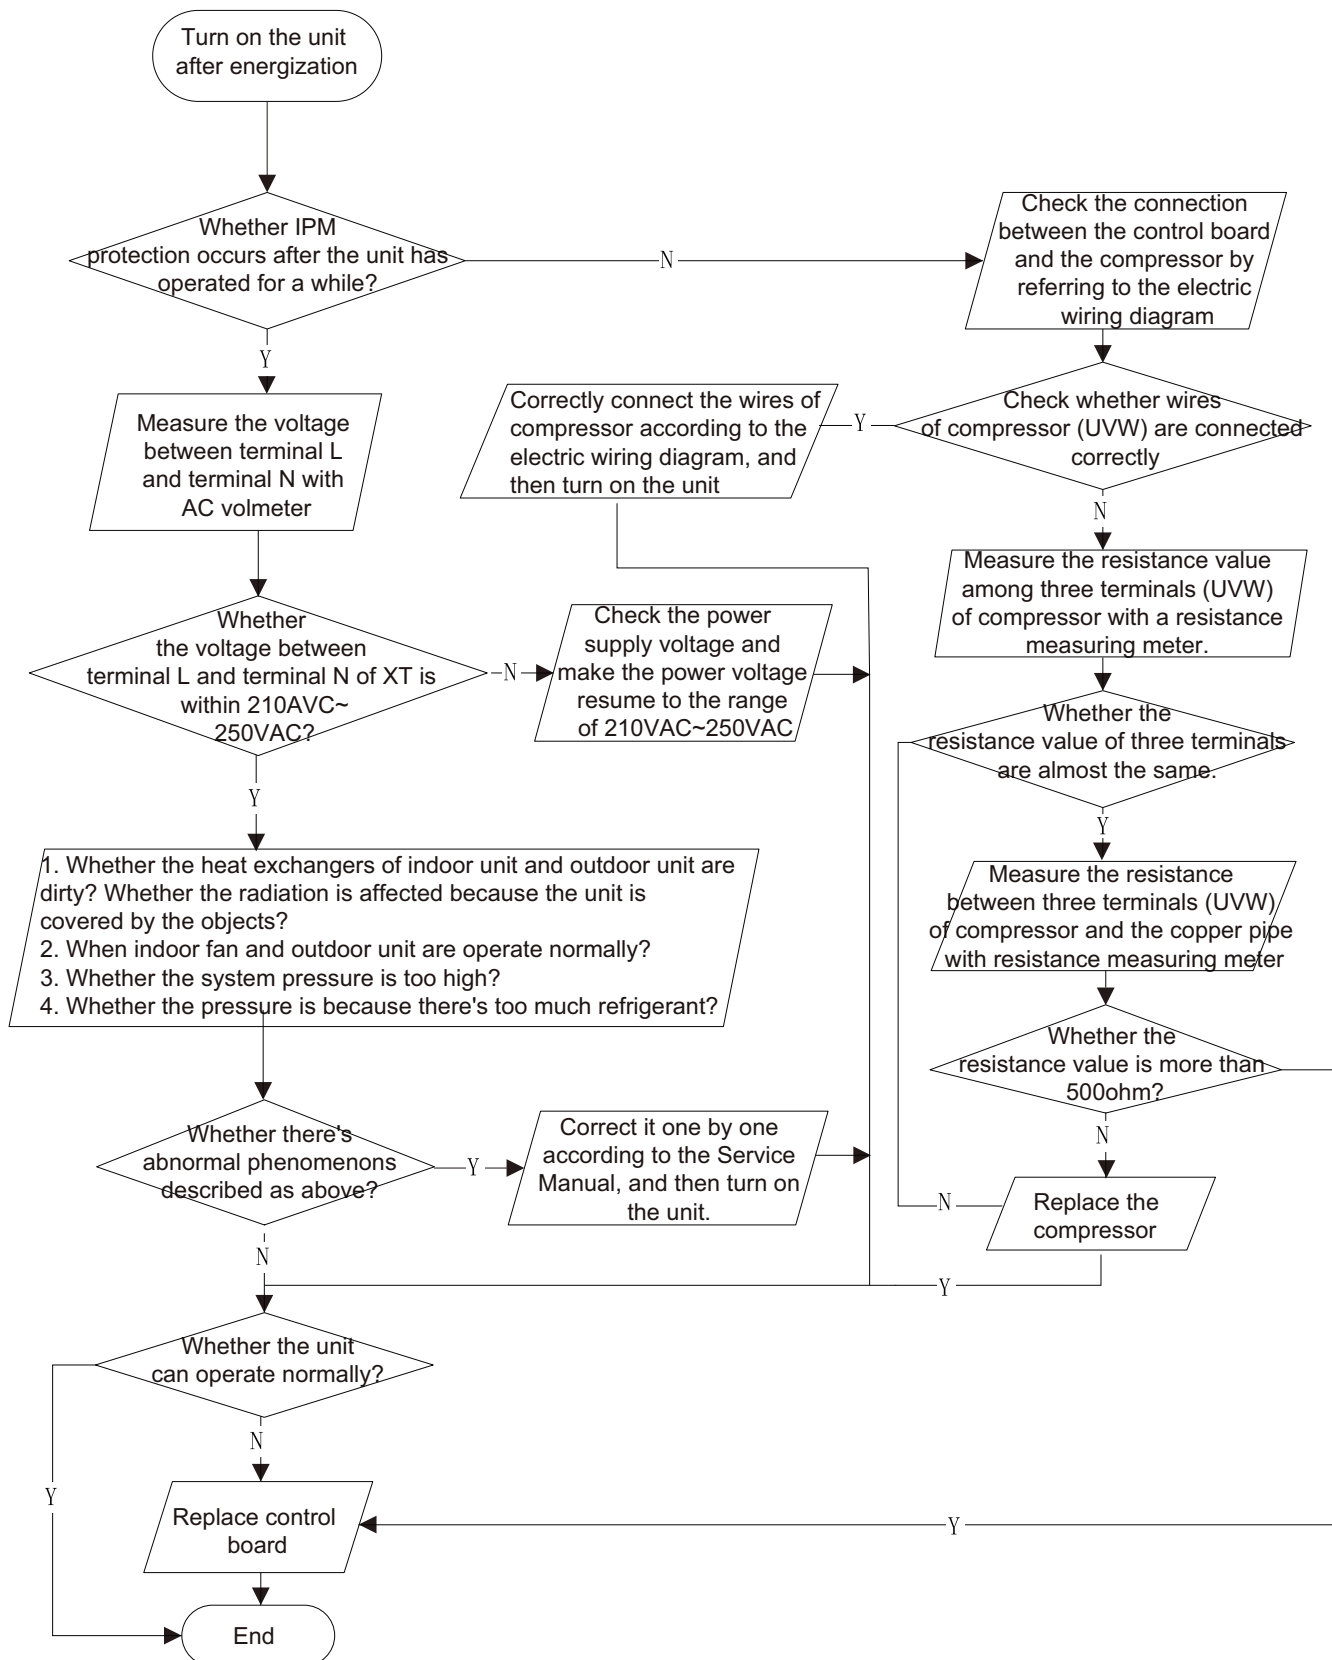 Turn on the unit
after energization
Whether IPM
protection occurs after the unit has
operated for a while?
N
Check the connection
between the control board
and the compressor by
referring to the electric
wiring diagram
Y
Measure the voltage
between terminal L
and terminal N with
AC volmeter
Correctly connect the wires of
compressor according to the
electric wiring diagram, and
then turn on the unit
Y
Check whether wires
of compressor (UVW) are connected
correctly
N
Measure the resistance value
among three terminals (UVW)
of compressor with a resistance
measuring meter.
Whether
the voltage between
terminal L and terminal N of XT is
within 210AVC~
250VAC?
N
Check the power
supply voltage and
make the power voltage
resume to the range
of 210VAC~250VAC
Whether the
resistance value of three terminals
are almost the same.
Y
Y
1. Whether the heat exchangers of indoor unit and outdoor unit are
dirty? Whether the radiation is affected because the unit is
covered by the objects?
2. When indoor fan and outdoor unit are operate normally?
3. Whether the system pressure is too high?
4. Whether the pressure is because there's too much refrigerant?
Measure the resistance
between three terminals (UVW)
of compressor and the copper pipe
with resistance measuring meter
Whether the
resistance value is more than
500ohm?
N
Whether there's
abnormal phenomenons
described as above?
Y
Correct it one by one
according to the Service
Manual, and then turn on
the unit.
N
Replace the
compressor
N
Y
Whether the unit
can operate normally?
N
Y
Replace control
board
Y
End